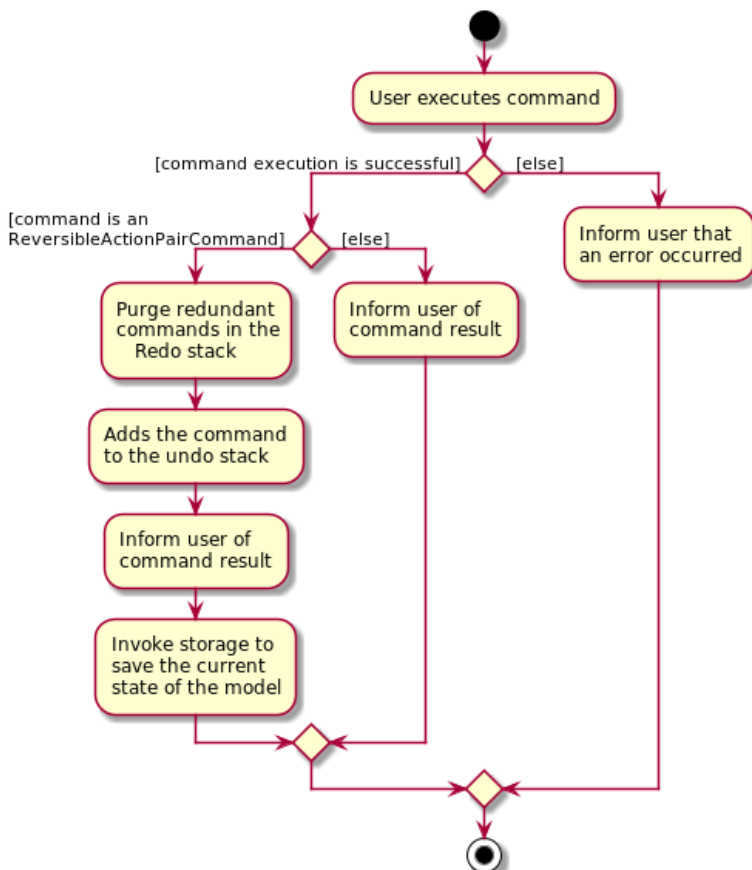 User executes command
[command execution is successful]
[else]
[command is an
ReversibleActionPairCommand]
[else]
Inform user that
an error occurred
Purge redundant
commands in the
Redo stack
Inform user of
command result
Adds the command
to the undo stack
Inform user of
command result
Invoke storage to
save the current
state of the model